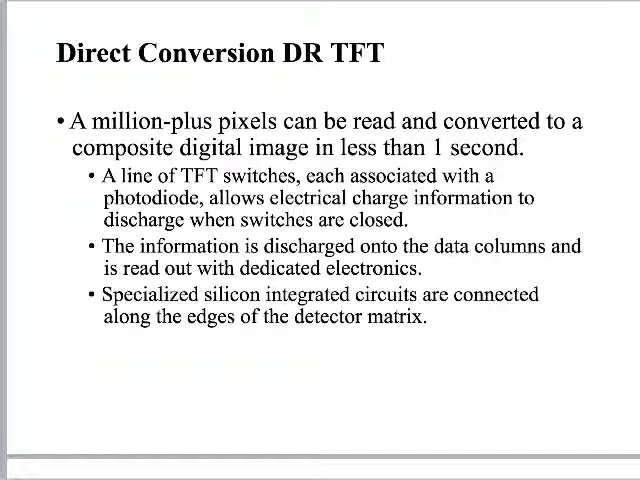 Direct Conversion DR TFT
• A million-plus pixels can be read and converted to a
composite digital image in less than 1 second.
• A line of TFT switches, each associated with a
photodiode, allows electrical charge information to
discharge when switches are closed.
• The information is discharged onto the data columns and
is read out with dedicated electronics.
• Specialized silicon integrated circuits are connected
along the edges of the detector matrix.